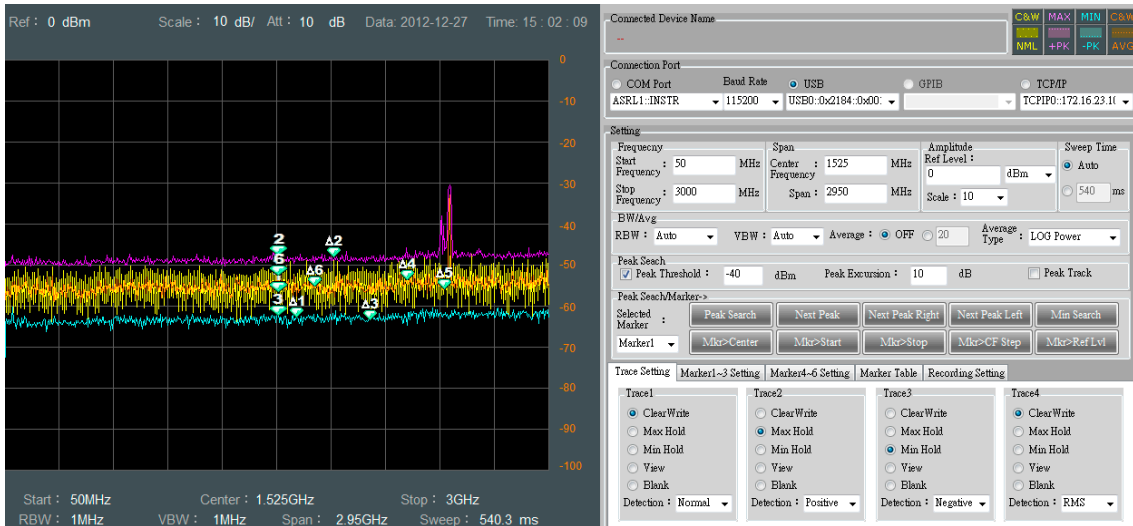 Ref : 0 dBm Scale : 10 dB/ Att : 10 dB Data: 2012-12-27 Time: 15 : 02 : 09
0
-10
-20
-30
-40
-50
-60
-70
-80
-90
-100
2
Δ2
6
Δ6
Δ4
Δ5
3
Δ1
Δ3
Start : 50MHz Center : 1.525GHz Stop : 3GHz
RBW : 1MHz VBW : 1MHz Span : 2.95GHz Sweep : 540.3 ms
Connected Device Name
--
C&W MAX MIN C&W
NML +PK -PK AVG
Connection Port
COM Port Baud Rate USB GPIB TCP/IP
ASRL1::INSTR 115200 USB0::0x2184::0x00: TCPIP0::172.16.23.1(
Setting
Frequecny Span Amplitude Sweep Time
Start Frequency : 50 MHz Center Frequency : 1525 MHz Ref Level : 0 dBm Auto
Stop Frequency : 3000 MHz Span : 2950 MHz Scale : 10 540 ms
BW/Avg
RBW : Auto VBW : Auto Average : OFF 20 Average Type : LOG Power
Peak Seach
Peak Threshold : -40 dBm Peak Excursion : 10 dB Peak Track
Peak Seach/Marker->
Selected Marker : Peak Search Next Peak Next Peak Right Next Peak Left Min Search
Marker1 Mkr>Center Mkr>Start Mkr>Stop Mkr>CF Step Mkr>Ref Lvl
Trace Setting Marker1~3 Setting Marker4~6 Setting Marker Table Recording Setting
Trace1 Trace2 Trace3 Trace4
ClearWrite ClearWrite ClearWrite ClearWrite
Max Hold Max Hold Max Hold Max Hold
Min Hold Min Hold Min Hold Min Hold
View View View View
Blank Blank Blank Blank
Detection : Normal Detection : Positive Detection : Negative Detection : RMS